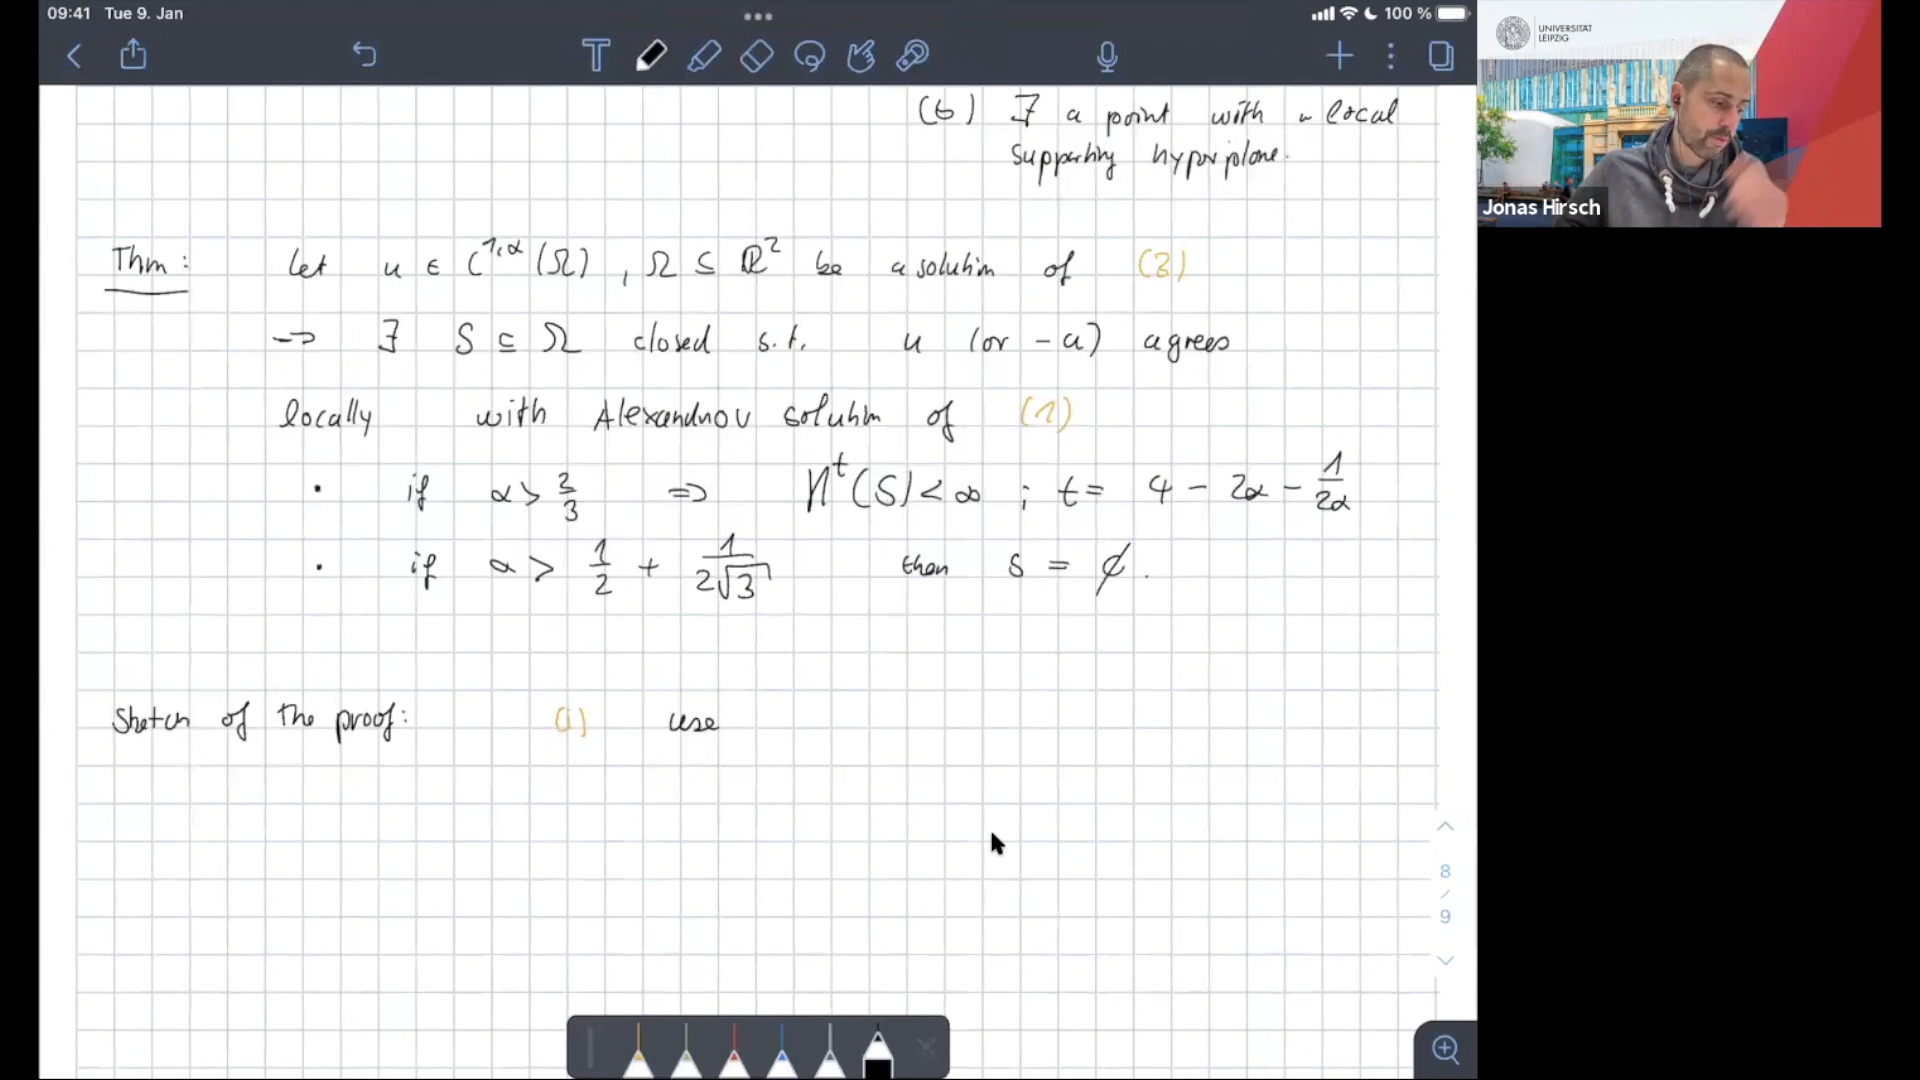 09:41 Tue 9. Jan
100 %
UNIVERSITÄT
LEIPZIG
Jonas Hirsch
(b) ∃ a point with a local
supporting hyperplane.
Thm: Let u ∈ C^{1,α}(Ω), Ω ⊆ ℝ² be a solution of (3)
=> ∃ S ⊆ Ω closed s.t. u (or -u) agrees
locally with Alexandrov solution of (1)
• if α > 2/3 => H^t(S) < ∞ ; t = 4 - 2α - 1/2α
• if α > 1/2 + 1/2√3 then S = ∅.
Sketch of the proof: (i) use
8
/
9